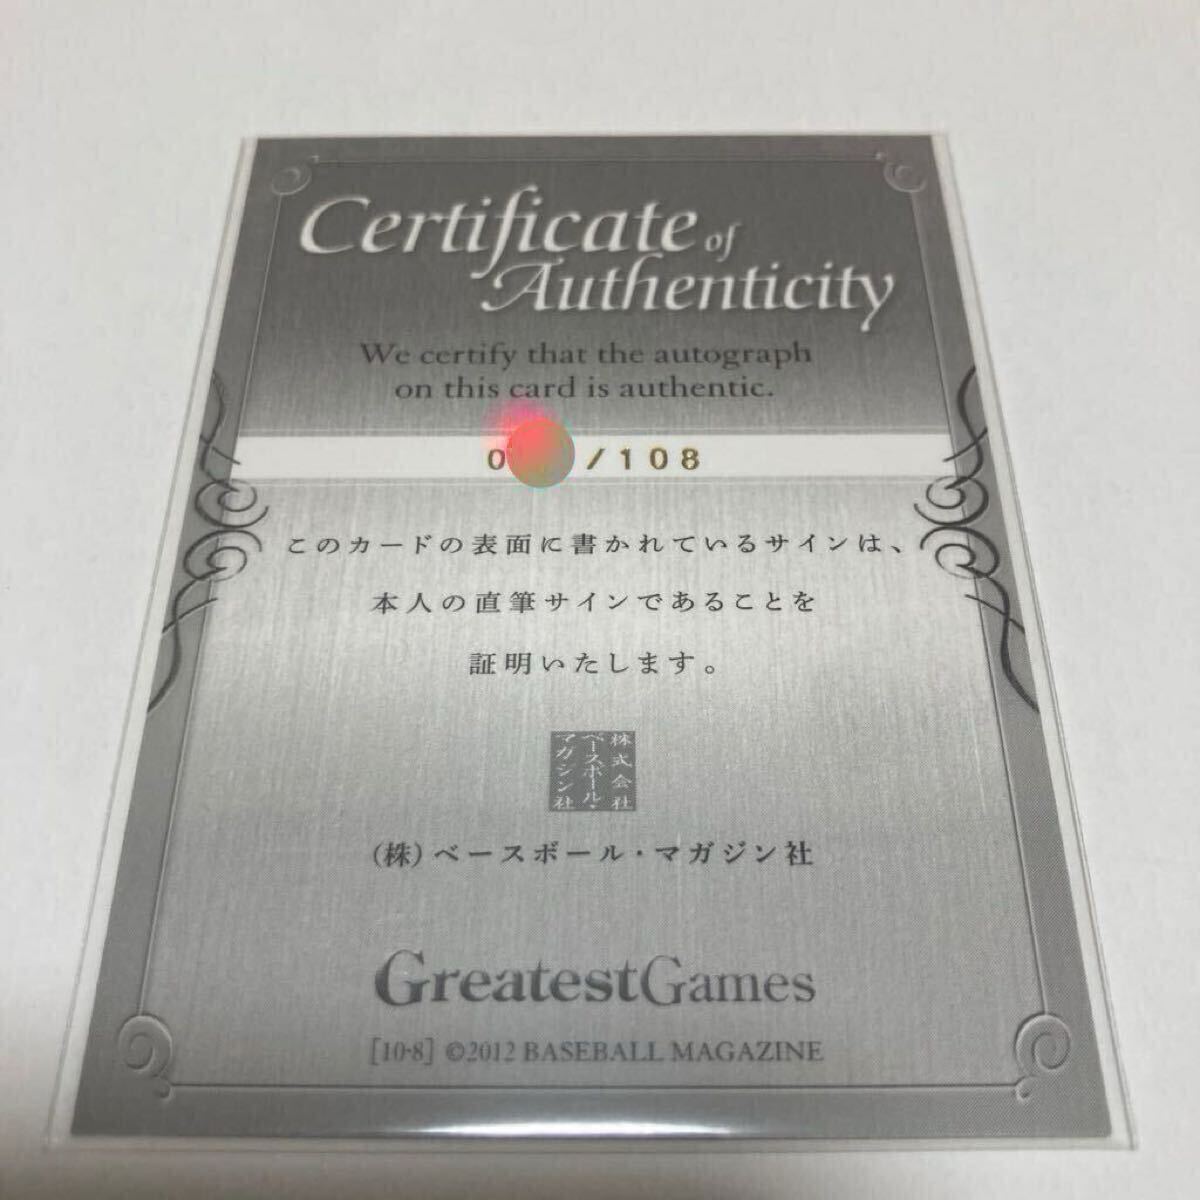 Certificate of
Authenticity
We certify that the autograph
on this card is authentic.
0 /108
このカードの表面に書かれているサインは、
本人の直筆サインであることを
証明いたします。
株式会社
ベースボール・
マガジン社
(株)ベースボール・マガジン社
GreatestGames
[10-8] ©2012 BASEBALL MAGAZINE